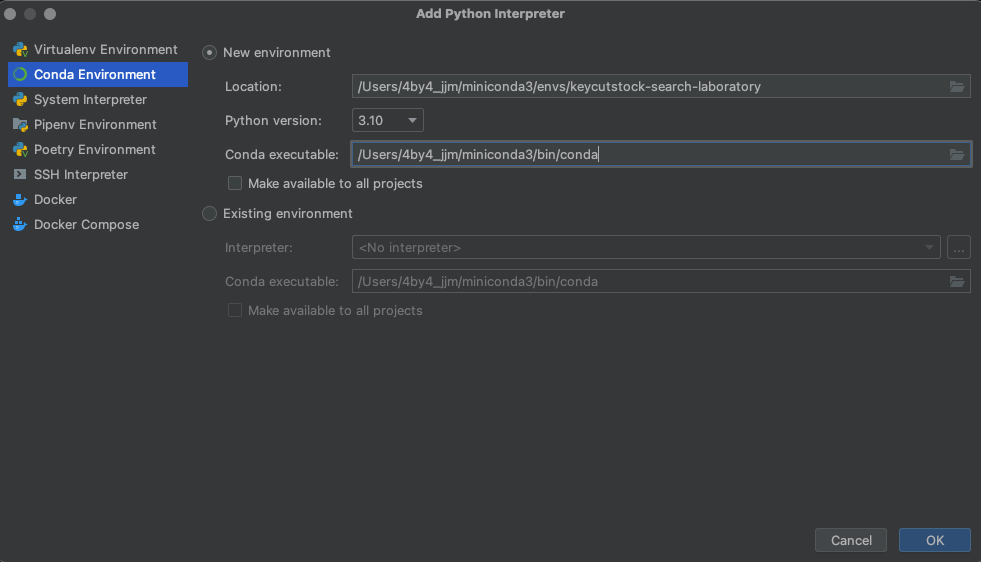 Add Python Interpreter
Virtualenv Environment
Conda Environment
System Interpreter
Pipenv Environment
Poetry Environment
SSH Interpreter
Docker
Docker Compose
New environment
Location: /Users/4by4_jjm/miniconda3/envs/keycutstock-search-laboratory
Python version: 3.10
Conda executable: /Users/4by4_jjm/miniconda3/bin/conda
Make available to all projects
Existing environment
Interpreter: <No interpreter> ...
Conda executable: /Users/4by4_jjm/miniconda3/bin/conda
Make available to all projects
Cancel OK